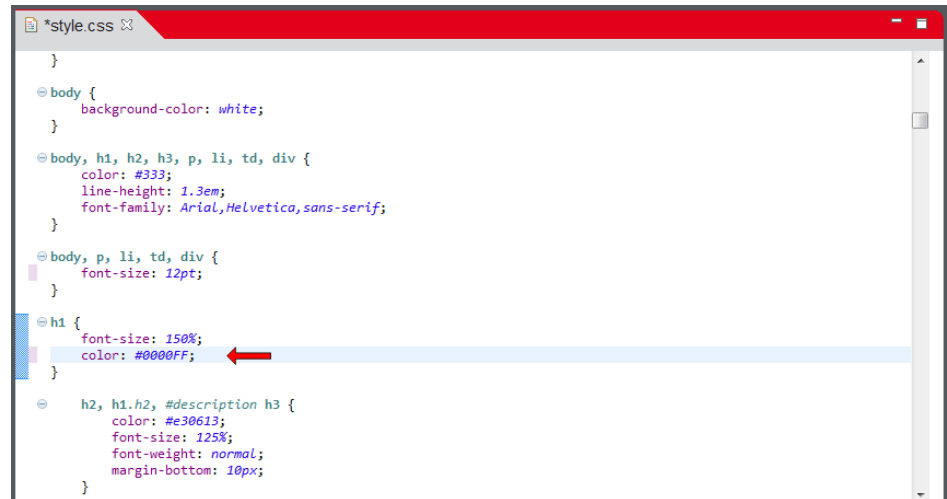 *style.css
}
body {
background-color: white;
}
body, h1, h2, h3, p, li, td, div {
color: #333;
line-height: 1.3em;
font-family: Arial,Helvetica,sans-serif;
}
body, p, li, td, div {
font-size: 12pt;
}
h1 {
font-size: 150%;
color: #0000FF;
}
h2, h1.h2, #description h3 {
color: #e30613;
font-size: 125%;
font-weight: normal;
margin-bottom: 10px;
}